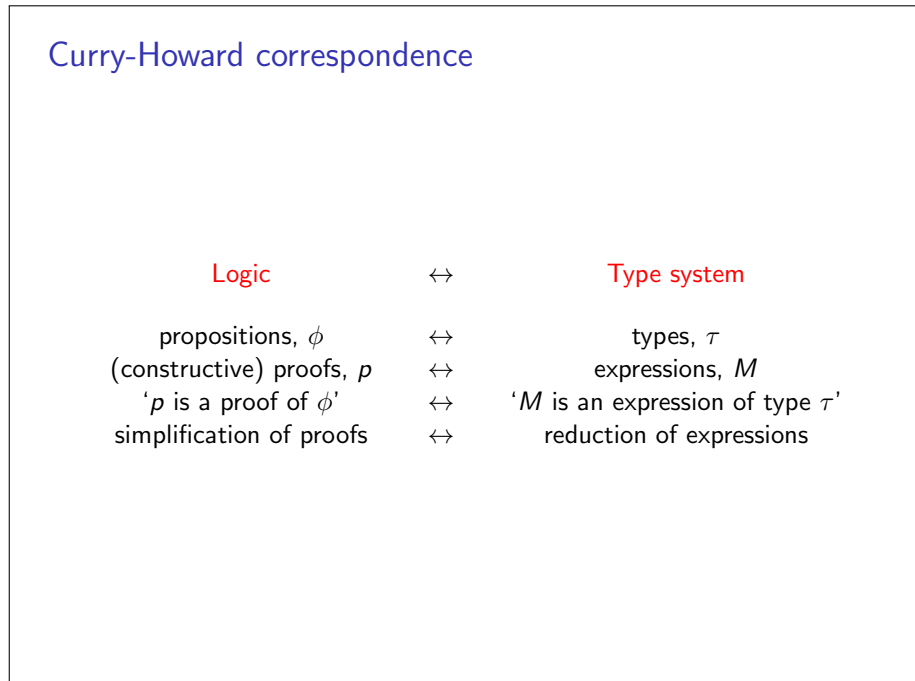 Curry-Howard correspondence
Logic ↔ Type system
propositions, ϕ ↔ types, τ
(constructive) proofs, p ↔ expressions, M
‘p is a proof of ϕ’ ↔ ‘M is an expression of type τ’
simplification of proofs ↔ reduction of expressions